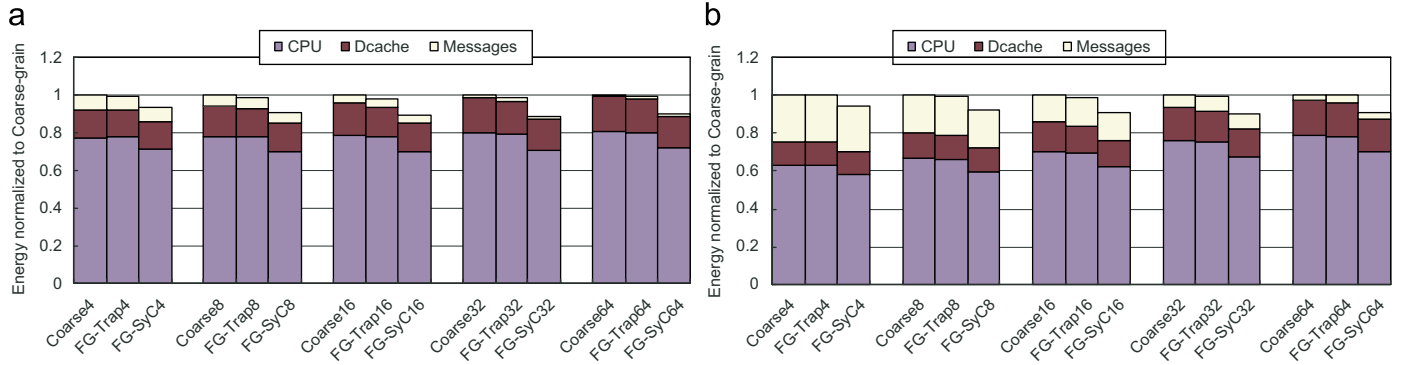 a
CPU Dcache Messages
Energy normalized to Coarse-grain
1.2
1
0.8
0.6
0.4
0.2
0
Coarse4
FG-Trap4
FG-SyC4
Coarse8
FG-Trap8
FG-SyC8
Coarse16
FG-Trap16
FG-SyC16
Coarse32
FG-Trap32
FG-SyC32
Coarse64
FG-Trap64
FG-SyC64
b
CPU Dcache Messages
Energy normalized to Coarse-grain
1.2
1
0.8
0.6
0.4
0.2
0
Coarse4
FG-Trap4
FG-SyC4
Coarse8
FG-Trap8
FG-SyC8
Coarse16
FG-Trap16
FG-SyC16
Coarse32
FG-Trap32
FG-SyC32
Coarse64
FG-Trap64
FG-SyC64